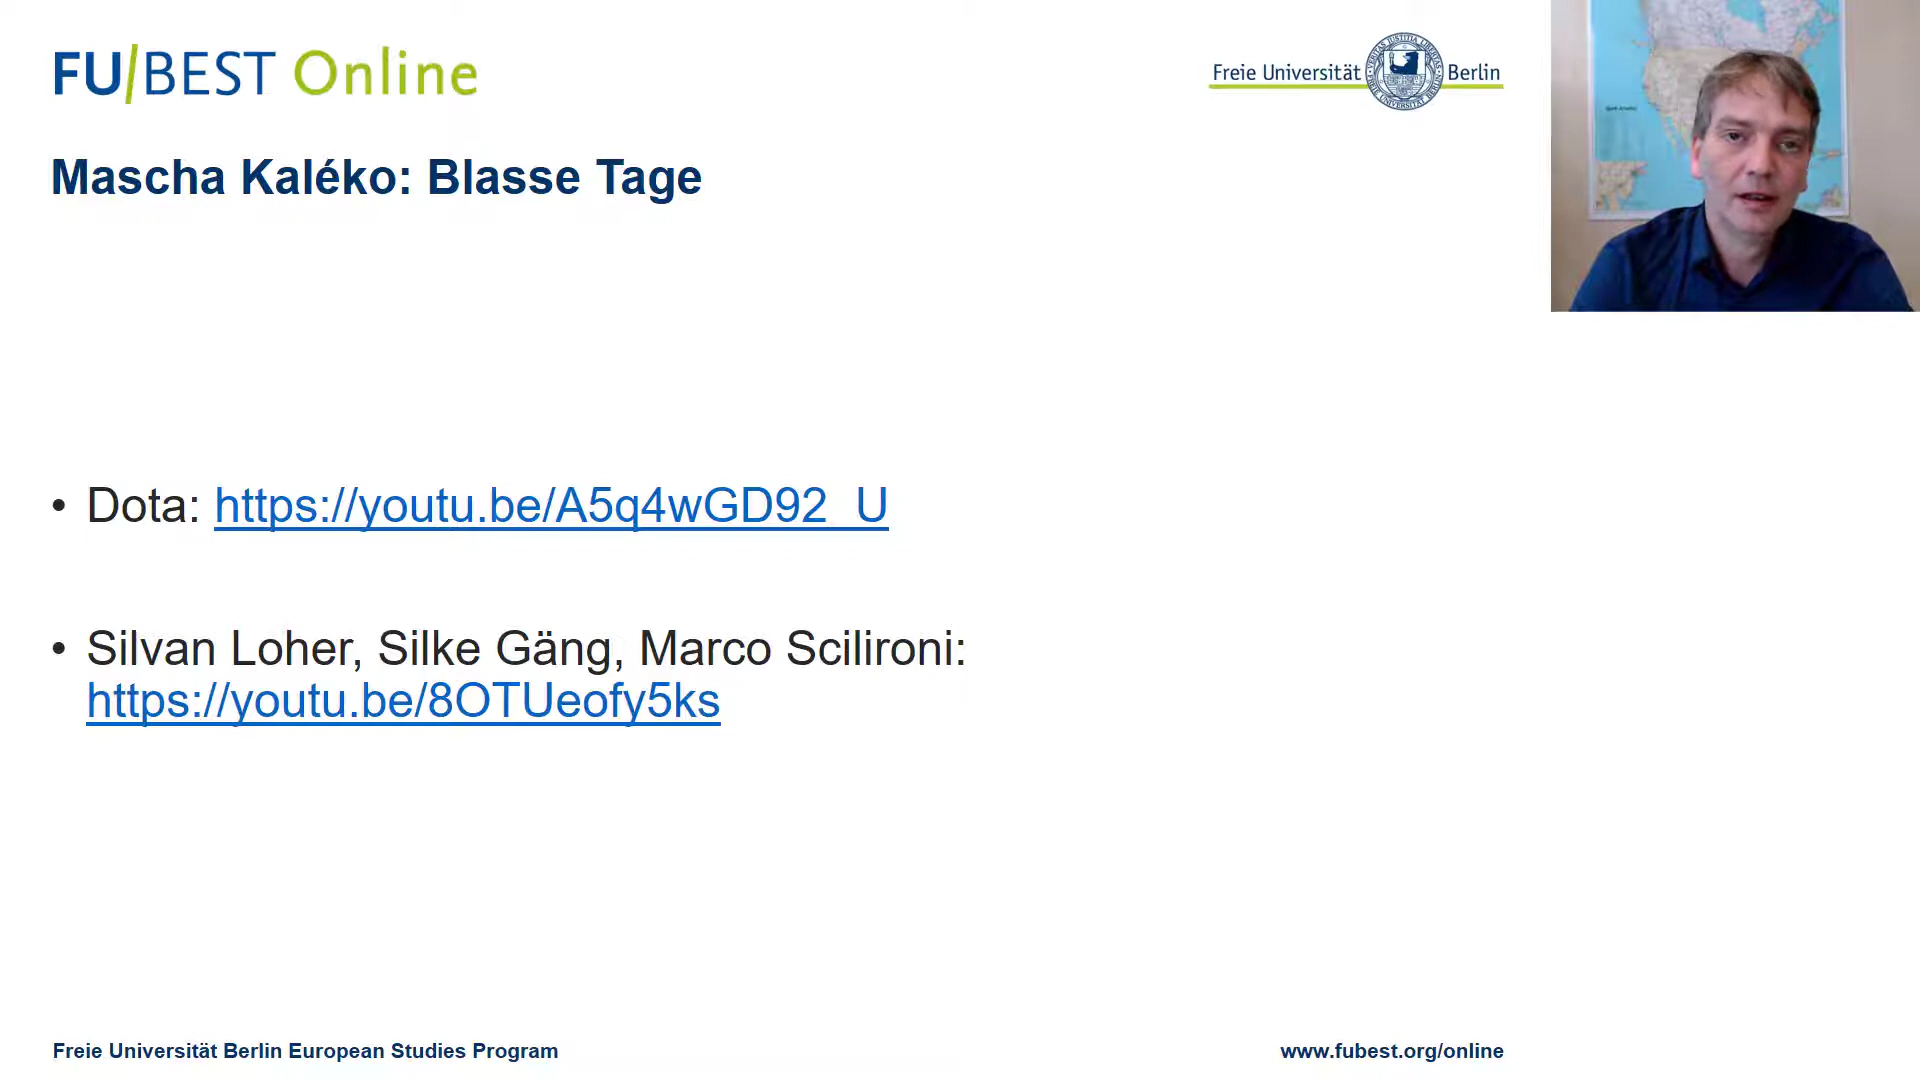 FU/BEST Online
Freie Universität Berlin
Mascha Kaléko: Blasse Tage
• Dota: https://youtu.be/A5q4wGD92_U
• Silvan Loher, Silke Gäng, Marco Scilironi:
https://youtu.be/8OTUeofy5ks
Freie Universität Berlin European Studies Program
www.fubest.org/online